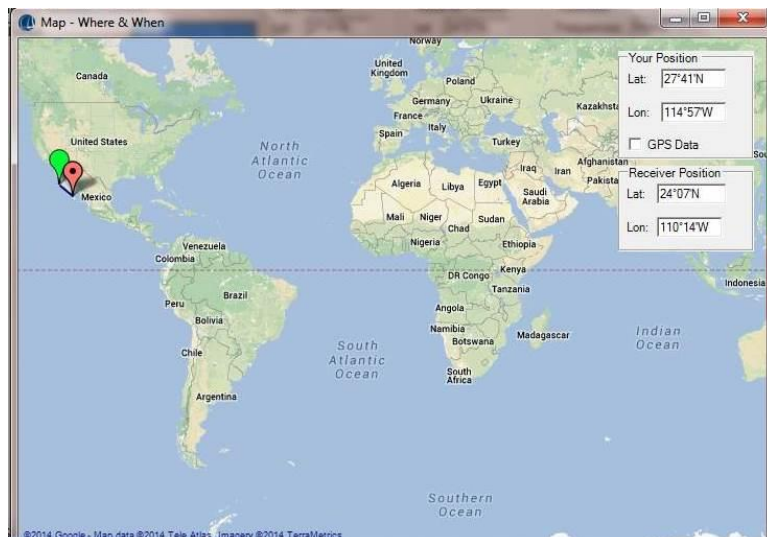 Map - Where & When
Your Position
Lat: 27°41'N
Lon: 114°57'W
GPS Data
Receiver Position
Lat: 24°07'N
Lon: 110°14'W
Norway
Canada
United
Kingdom
Poland
Germany
Ukraine
Kazakhsta
France
Italy
Spain
Turkey
United States
North
Atlantic
Ocean
Afghanistan
Iraq
Iran
Pakista
Algeria
Libya
Egypt
Saudi
Arabia
Mexico
Mali
Niger
Sudan
Chad
Nigeria
Ethiopia
Venezuela
Colombia
DR Congo
Kenya
Tanzania
Indonesia
Peru
Brazil
Angola
Bolivia
Namibia
Botswana
Madagascar
Indian
Ocean
Chile
South
Atlantic
Ocean
South
Africa
Argentina
Southern
Ocean
©2014 Google - Map data ©2014 Tele Atlas, Imagery ©2014 TerraMetrics